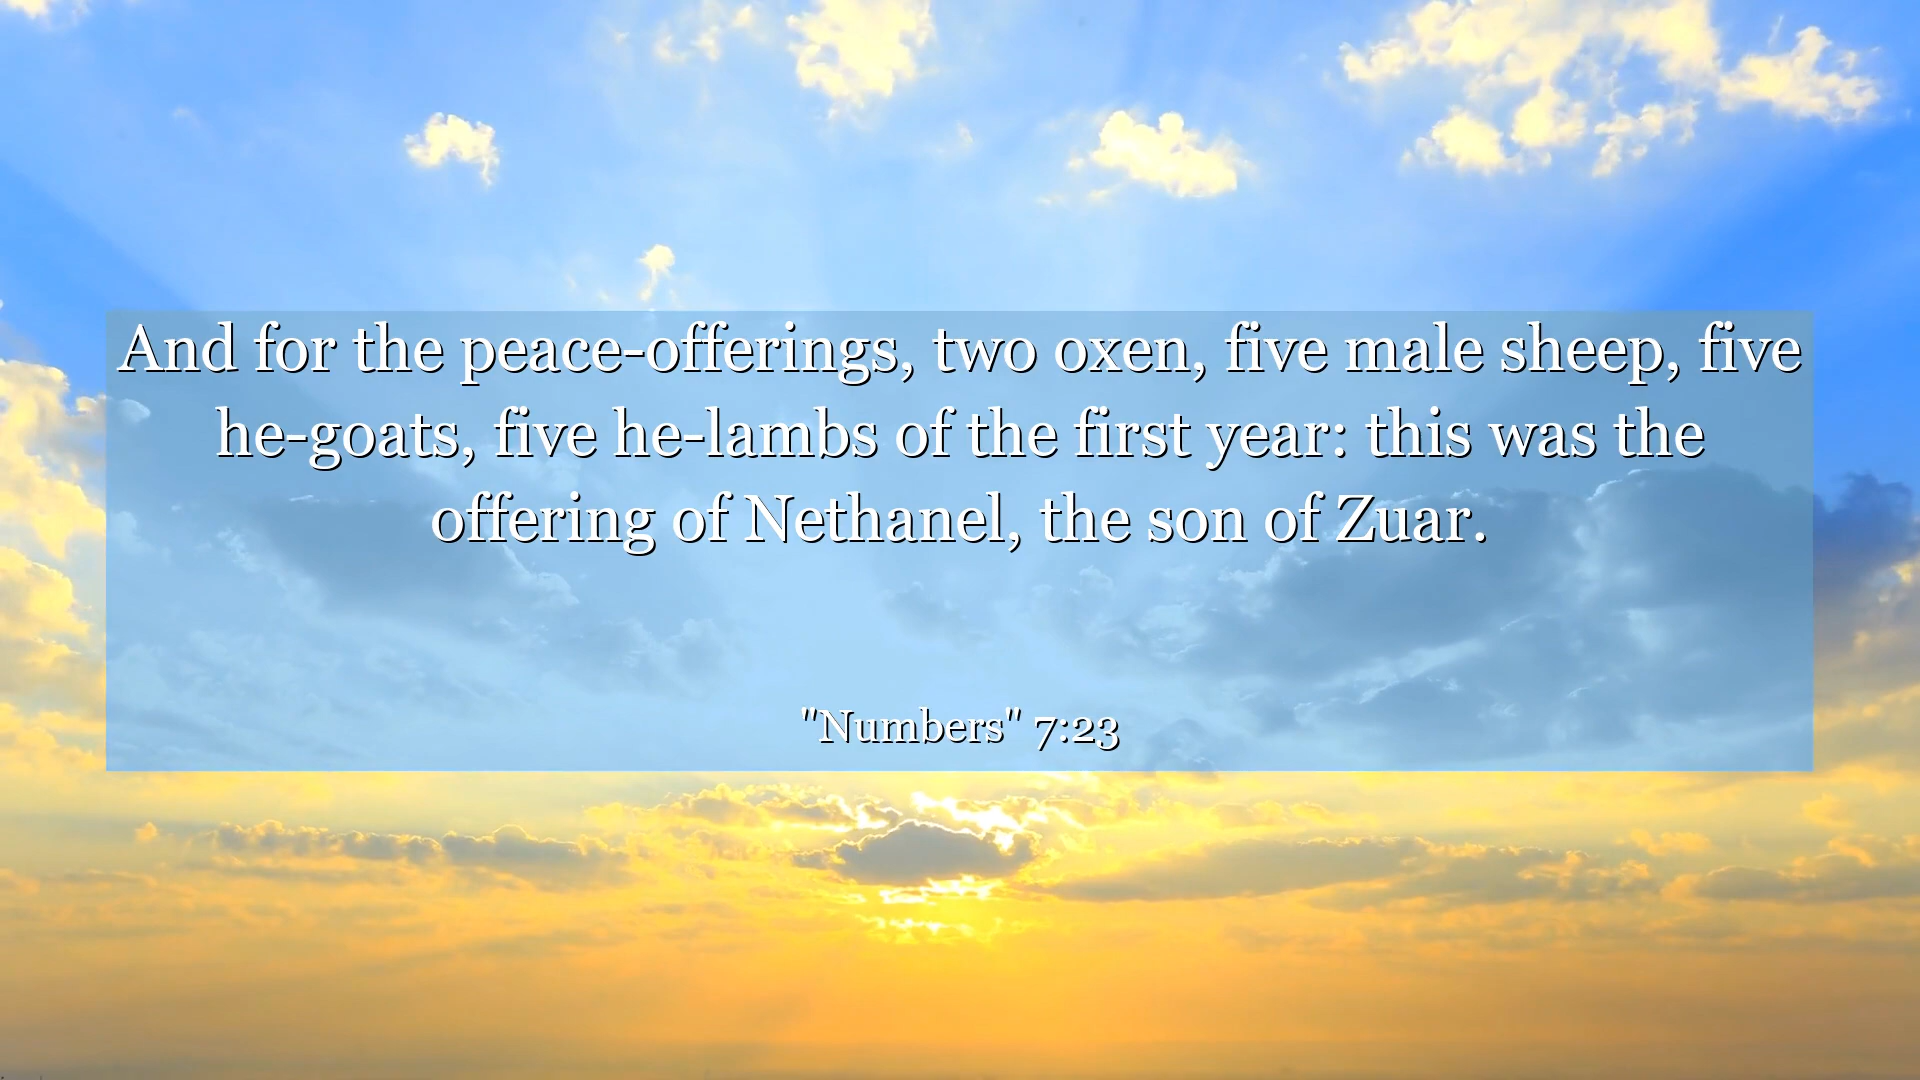 And for the peace-offerings, two oxen, five male sheep, five
he-goats, five he-lambs of the first year: this was the
offering of Nethanel, the son of Zuar.
"Numbers" 7:23